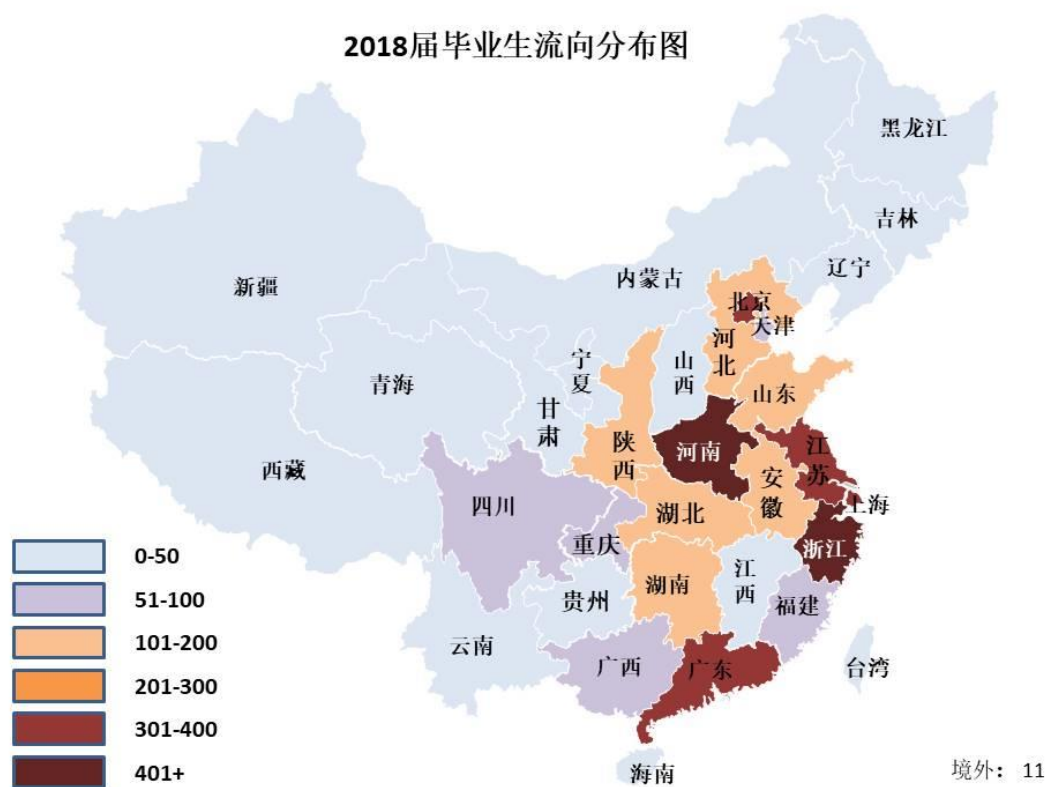 2018届毕业生流向分布图
黑龙江
吉林
辽宁
内蒙古
新疆
北京
天津
河北
宁夏
山西
山东
青海
甘肃
陕西
河南
江苏
西藏
安徽
上海
四川
湖北
重庆
浙江
湖南
江西
贵州
福建
云南
广西
广东
台湾
海南
0-50
51-100
101-200
201-300
301-400
401+
境外： 11